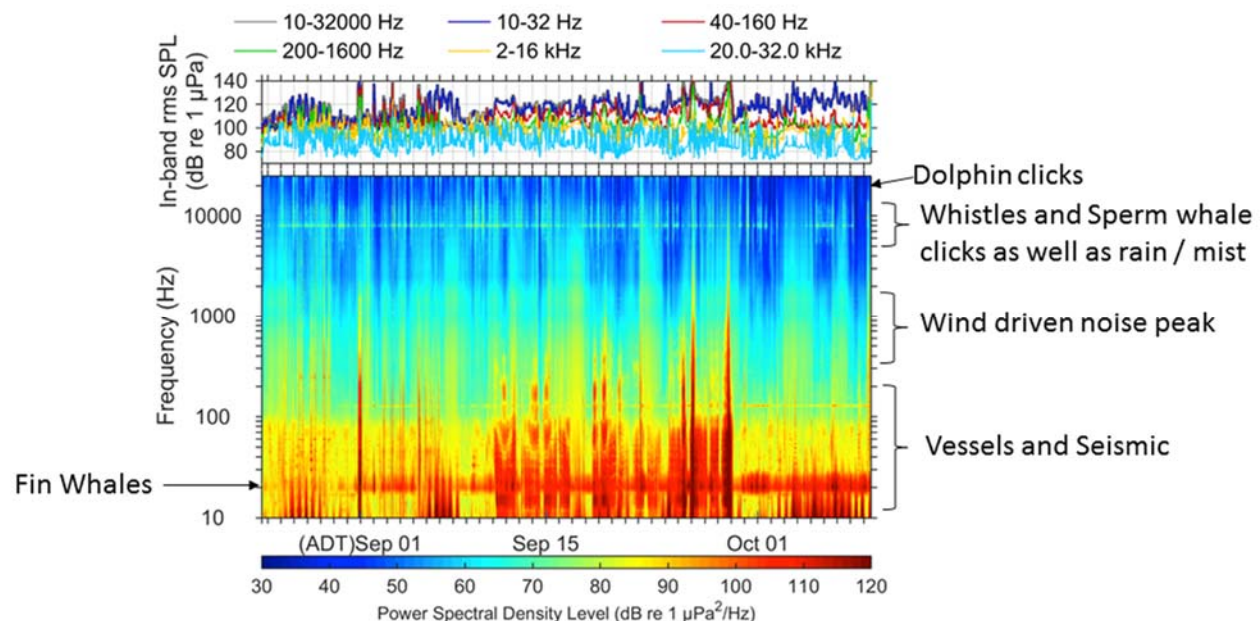 10-32000 Hz 10-32 Hz 40-160 Hz
200-1600 Hz 2-16 kHz 20.0-32.0 kHz
In-band rms SPL
(dB re 1 µPa)
140
120
100
80
Dolphin clicks
Whistles and Sperm whale
clicks as well as rain / mist
Wind driven noise peak
Vessels and Seismic
Fin Whales
Frequency (Hz)
10000
1000
100
10
(ADT)Sep 01 Sep 15 Oct 01
30 40 50 60 70 80 90 100 110 120
Power Spectral Density Level (dB re 1 µPa²/Hz)